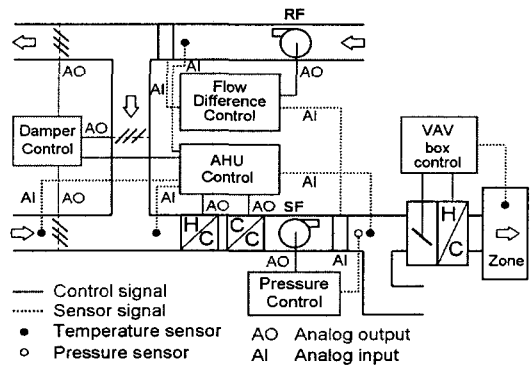 RF
AO
AI
AO
AI
Flow
Difference
Control
AI
Damper
Control
AO
VAV
box
control
AHU
Control
AI
AO
AI
AI
AO
AO
SF
H
C
C
C
H
C
Zone
AO
AI
Pressure
Control
Control signal
Sensor signal
Temperature sensor
Pressure sensor
AO Analog output
AI Analog input